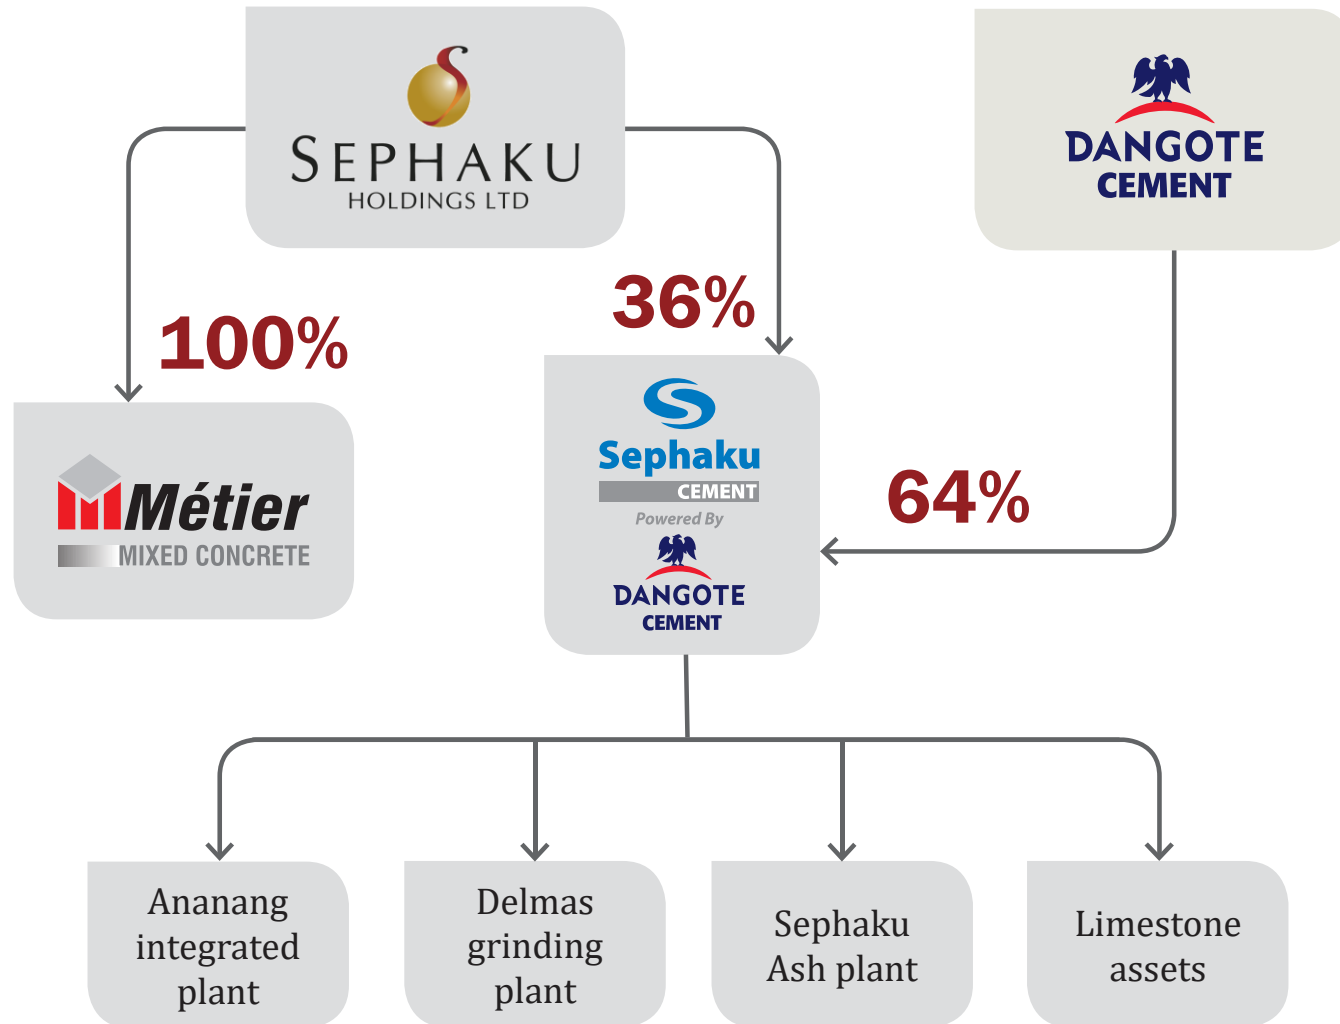 SEPHAKU
HOLDINGS LTD
DANGOTE
CEMENT
100%
36%
Métier
MIXED CONCRETE
Sephaku
CEMENT
Powered By
DANGOTE
CEMENT
64%
Ananang
integrated
plant
Delmas
grinding
plant
Sephaku
Ash plant
Limestone
assets